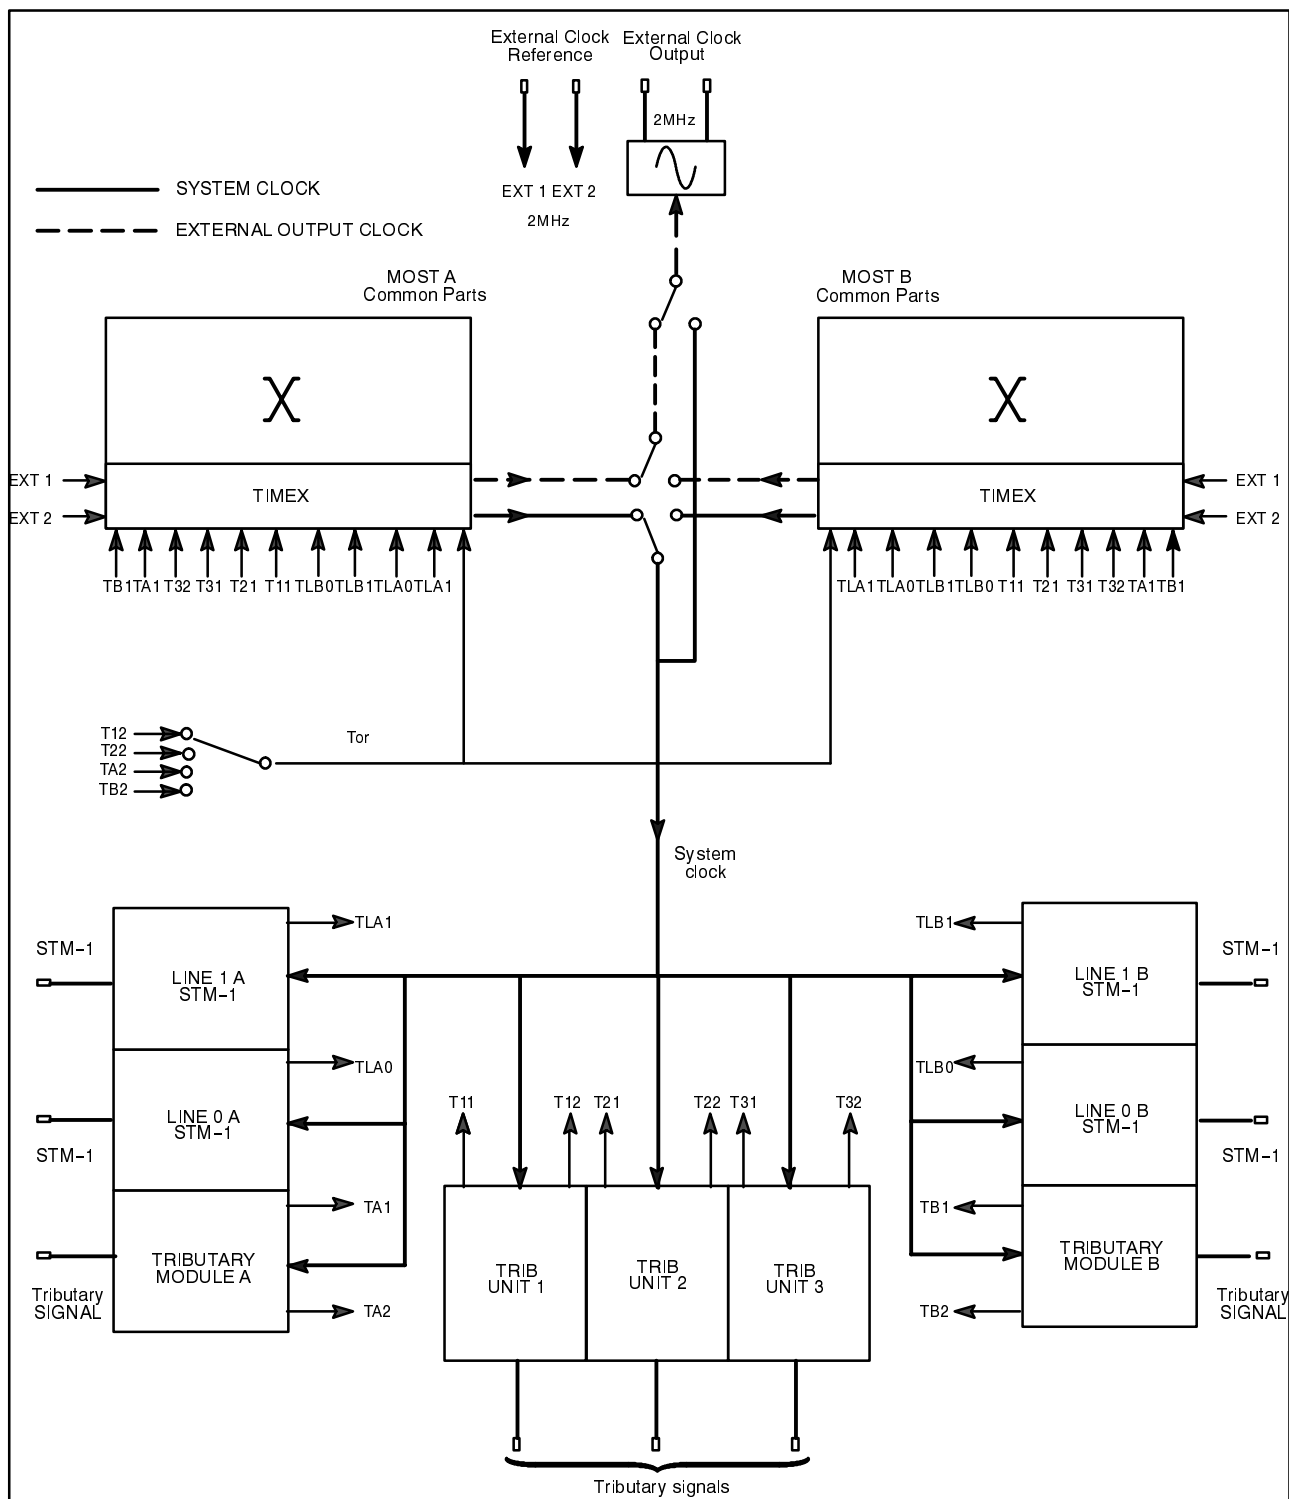 External Clock
Reference
External Clock
Output
2MHz
EXT 1 EXT 2
2MHz
SYSTEM CLOCK
EXTERNAL OUTPUT CLOCK
MOST A
Common Parts
MOST B
Common Parts
X
X
EXT 1
TIMEX
TIMEX
EXT 1
EXT 2
EXT 2
TB1 TA1 T32 T31 T21 T11 TLB0 TLB1 TLA0 TLA1
TLA1 TLA0 TLB1 TLB0 T11 T21 T31 T32 TA1 TB1
T12
T22
TA2
TB2
Tor
System
clock
TLA1
TLB1
STM-1
LINE 1 A
STM-1
LINE 1 B
STM-1
STM-1
TLA0
TLB0
LINE 0 A
STM-1
LINE 0 B
STM-1
STM-1
STM-1
T11
T12
T21
T22
T31
T32
TA1
TB1
TRIBUTARY
MODULE A
TRIBUTARY
MODULE B
TRIB
UNIT 1
TRIB
UNIT 2
TRIB
UNIT 3
Tributary
SIGNAL
Tributary
SIGNAL
TA2
TB2
Tributary signals